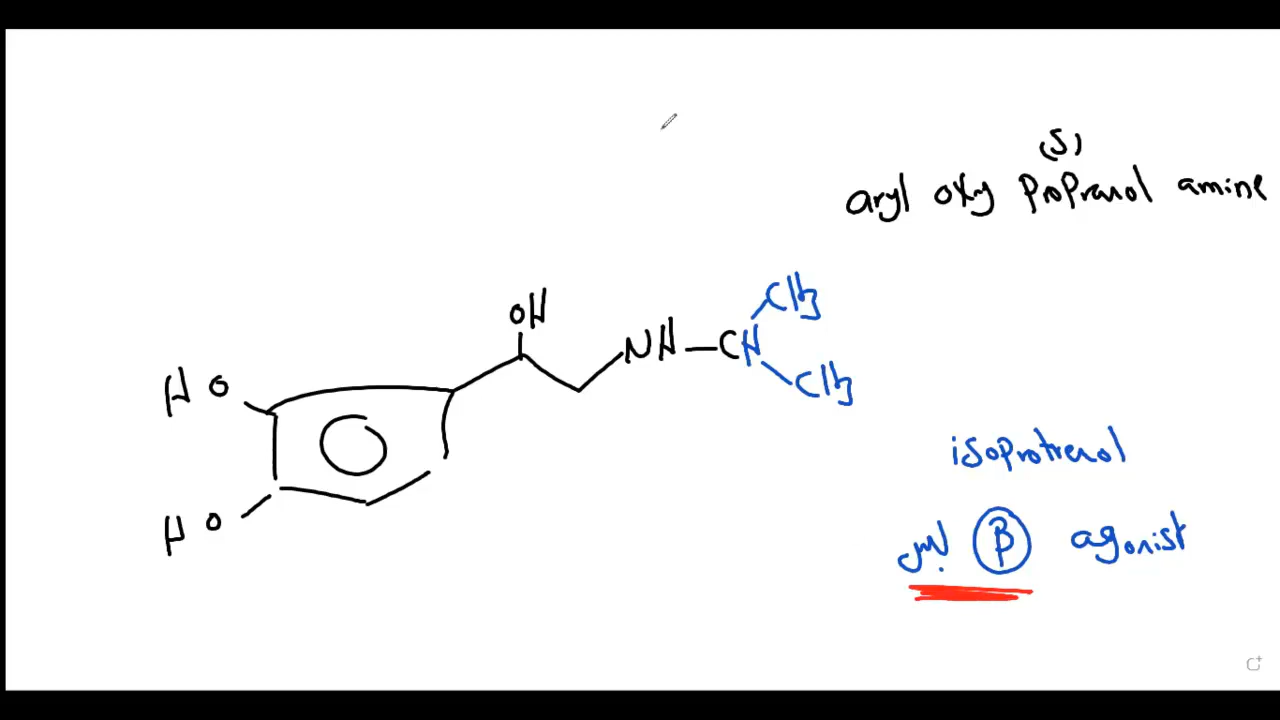 (S)
aryl oxy propranol amine
OH
CH3
NH-CH
CH3
HO
HO
isoprotrenol
بس β agonist